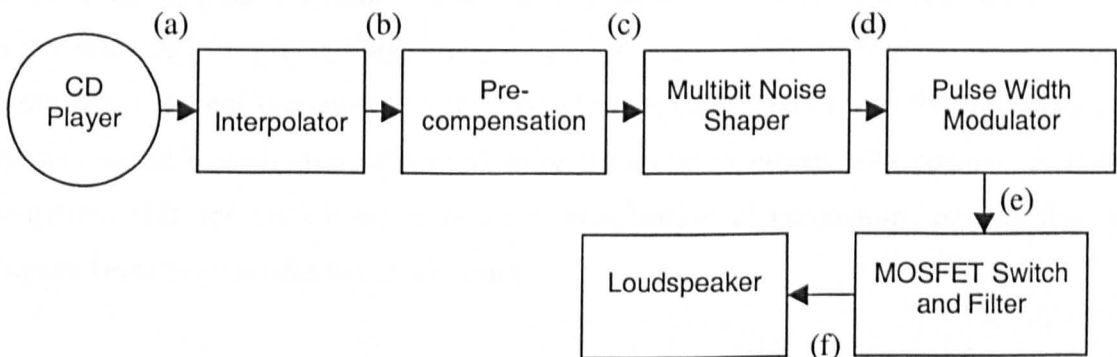 (a)
(b)
(c)
(d)
CD
Player
Interpolator
Pre-
compensation
Multibit Noise
Shaper
Pulse Width
Modulator
(e)
Loudspeaker
MOSFET Switch
and Filter
(f)